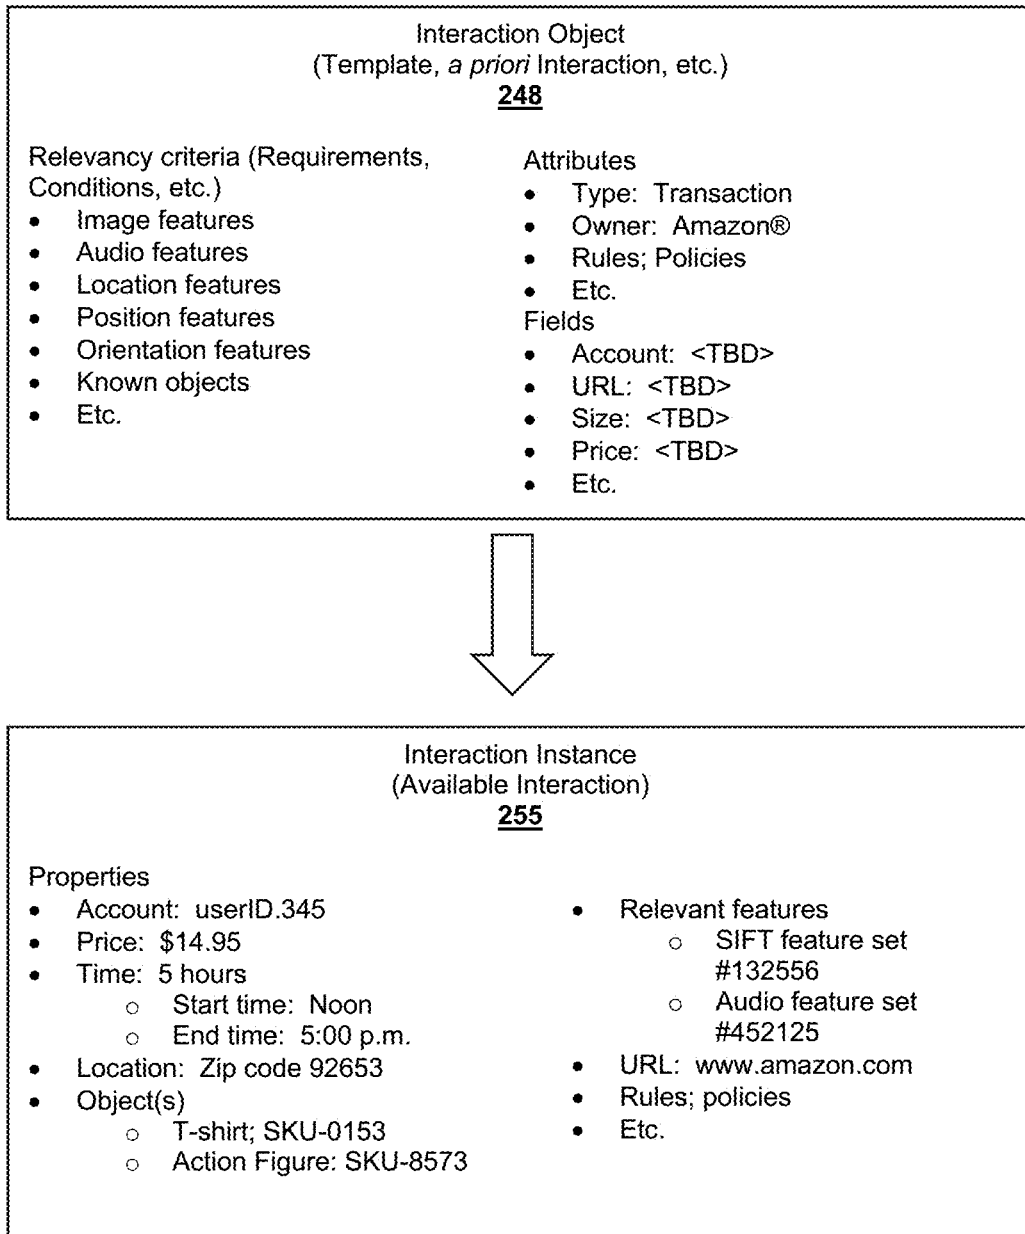 Interaction Object
(Template, a priori Interaction, etc.)
248
Relevancy criteria (Requirements,
Conditions, etc.)
• Image features
• Audio features
• Location features
• Position features
• Orientation features
• Known objects
• Etc.
Attributes
• Type: Transaction
• Owner: Amazon®
• Rules; Policies
• Etc.
Fields
• Account: <TBD>
• URL: <TBD>
• Size: <TBD>
• Price: <TBD>
• Etc.
Interaction Instance
(Available Interaction)
255
Properties
• Account: userID.345
• Price: $14.95
• Time: 5 hours
○ Start time: Noon
○ End time: 5:00 p.m.
• Location: Zip code 92653
• Object(s)
○ T-shirt; SKU-0153
○ Action Figure: SKU-8573
• Relevant features
○ SIFT feature set
#132556
○ Audio feature set
#452125
• URL: www.amazon.com
• Rules; policies
• Etc.